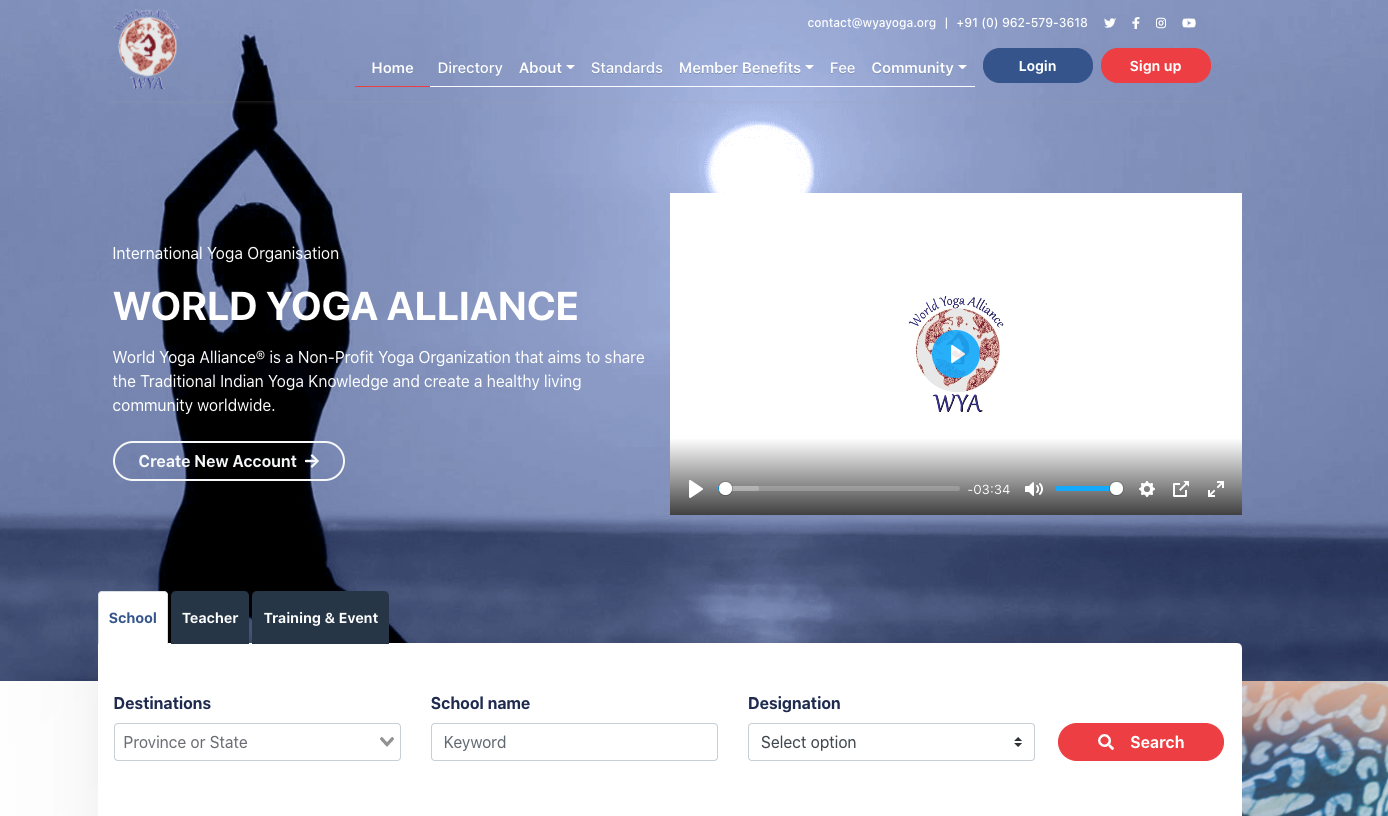 contact@wyayoga.org | +91 (0) 962-579-3618
WYA
Home Directory About Standards Member Benefits Fee Community Login Sign up
International Yoga Organisation
WORLD YOGA ALLIANCE
World Yoga Alliance® is a Non-Profit Yoga Organization that aims to share
the Traditional Indian Yoga Knowledge and create a healthy living
community worldwide.
Create New Account
World Yoga Alliance
WYA
-03:34
School Teacher Training & Event
Destinations School name Designation
Province or State Keyword Select option Search